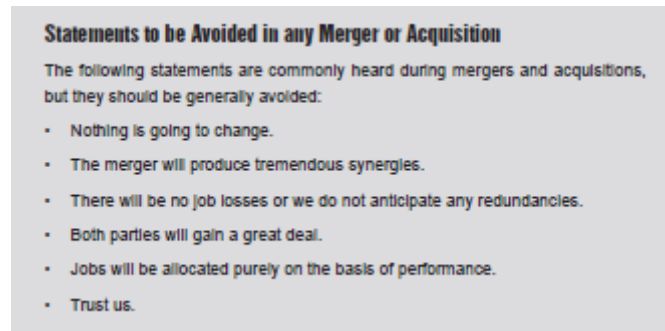 Statements to be Avoided in any Merger or Acquisition
The following statements are commonly heard during mergers and acquisitions,
but they should be generally avoided:
▪ Nothing is going to change.
▪ The merger will produce tremendous synergies.
▪ There will be no job losses or we do not anticipate any redundancies.
▪ Both parties will gain a great deal.
▪ Jobs will be allocated purely on the basis of performance.
▪ Trust us.